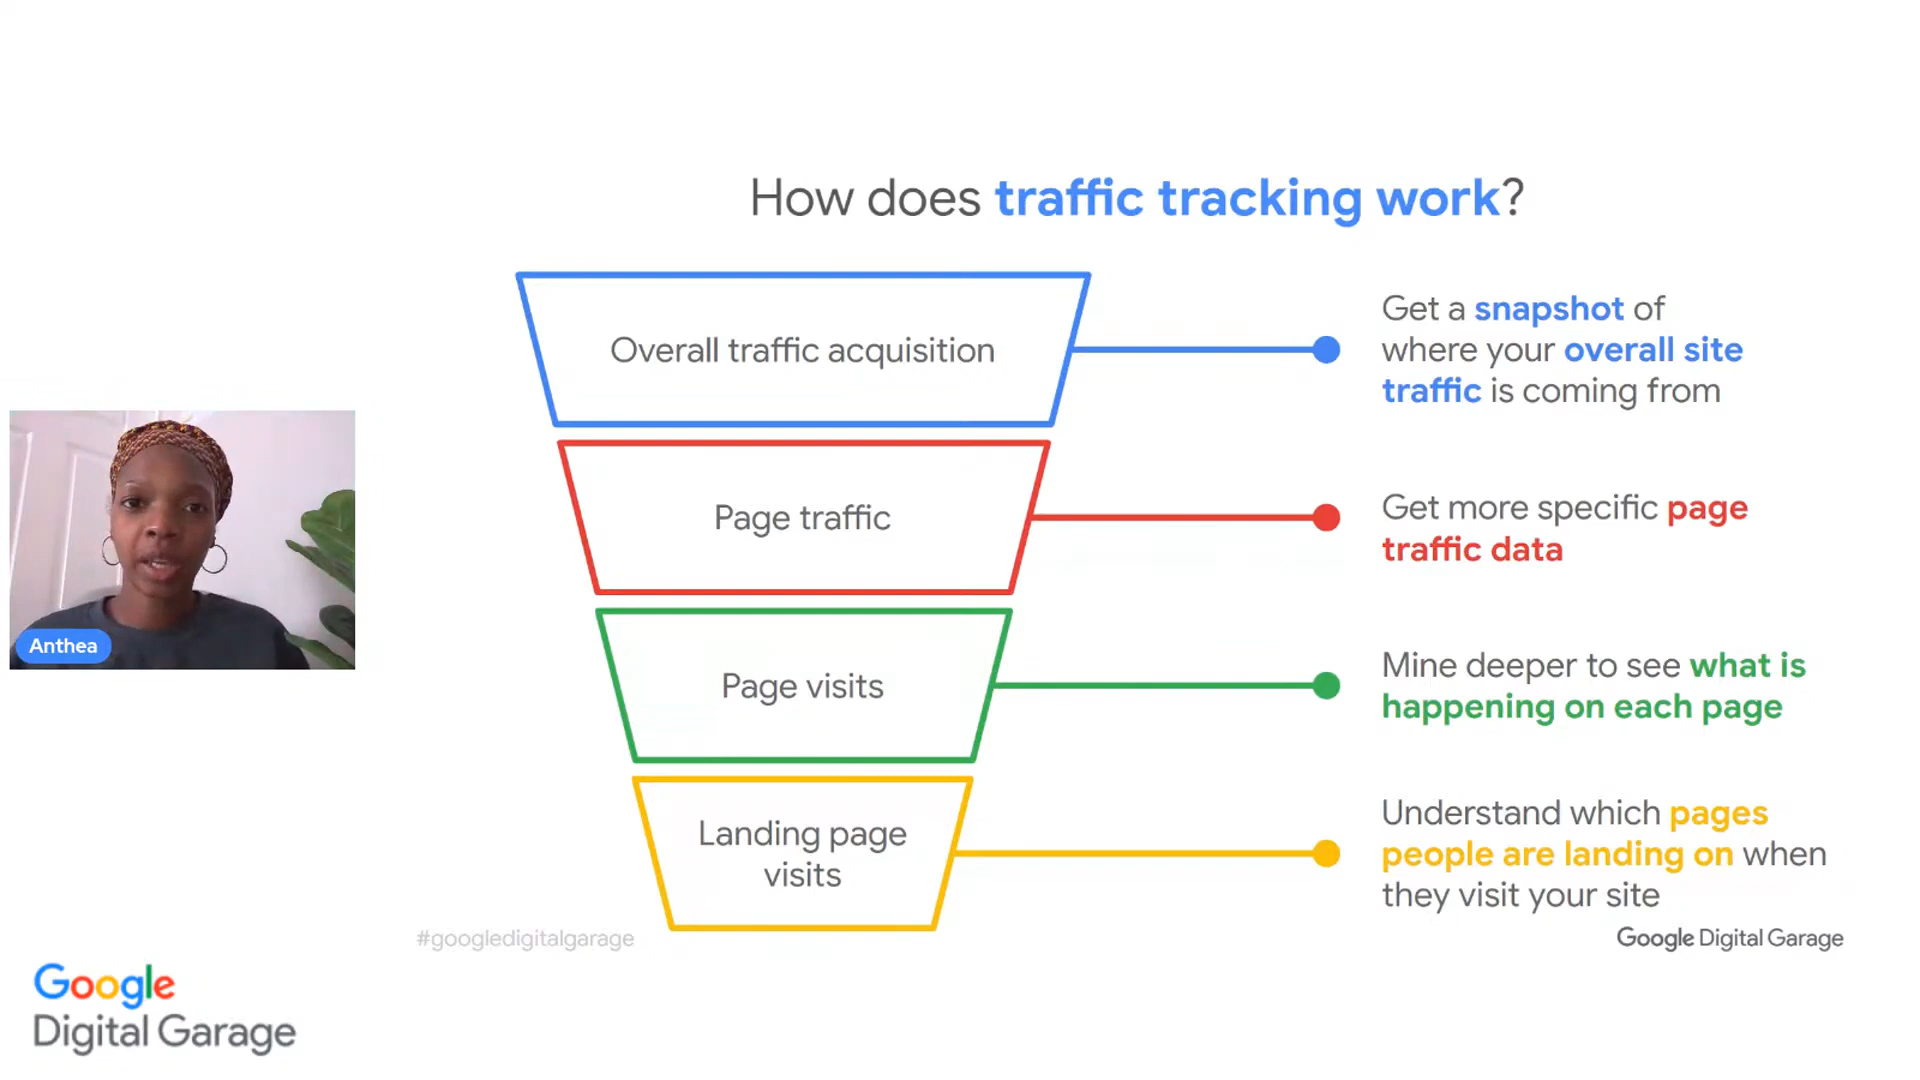 How does traffic tracking work?
Overall traffic acquisition
Get a snapshot of
where your overall site
traffic is coming from
Page traffic
Get more specific page
traffic data
Page visits
Mine deeper to see what is
happening on each page
Landing page
visits
Understand which pages
people are landing on when
they visit your site
Anthea
#googledigitalgarage
Google Digital Garage
Google
Digital Garage